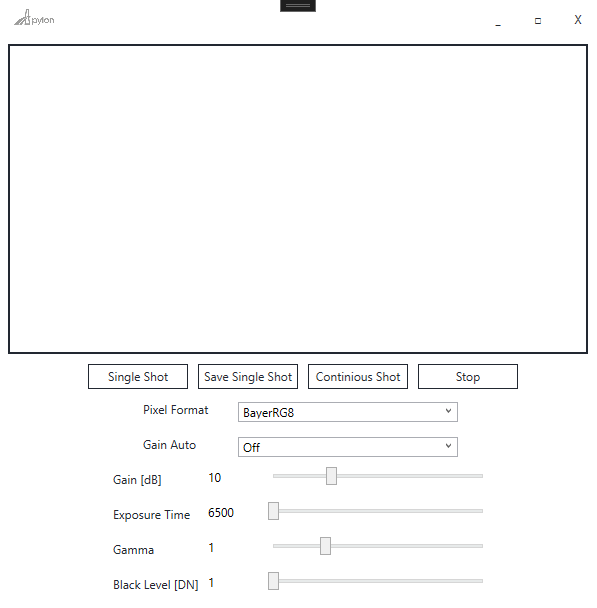 pylon
_ □ X
Single Shot Save Single Shot Continious Shot Stop
Pixel Format BayerRG8
Gain Auto Off
Gain [dB] 10
Exposure Time 6500
Gamma 1
Black Level [DN] 1